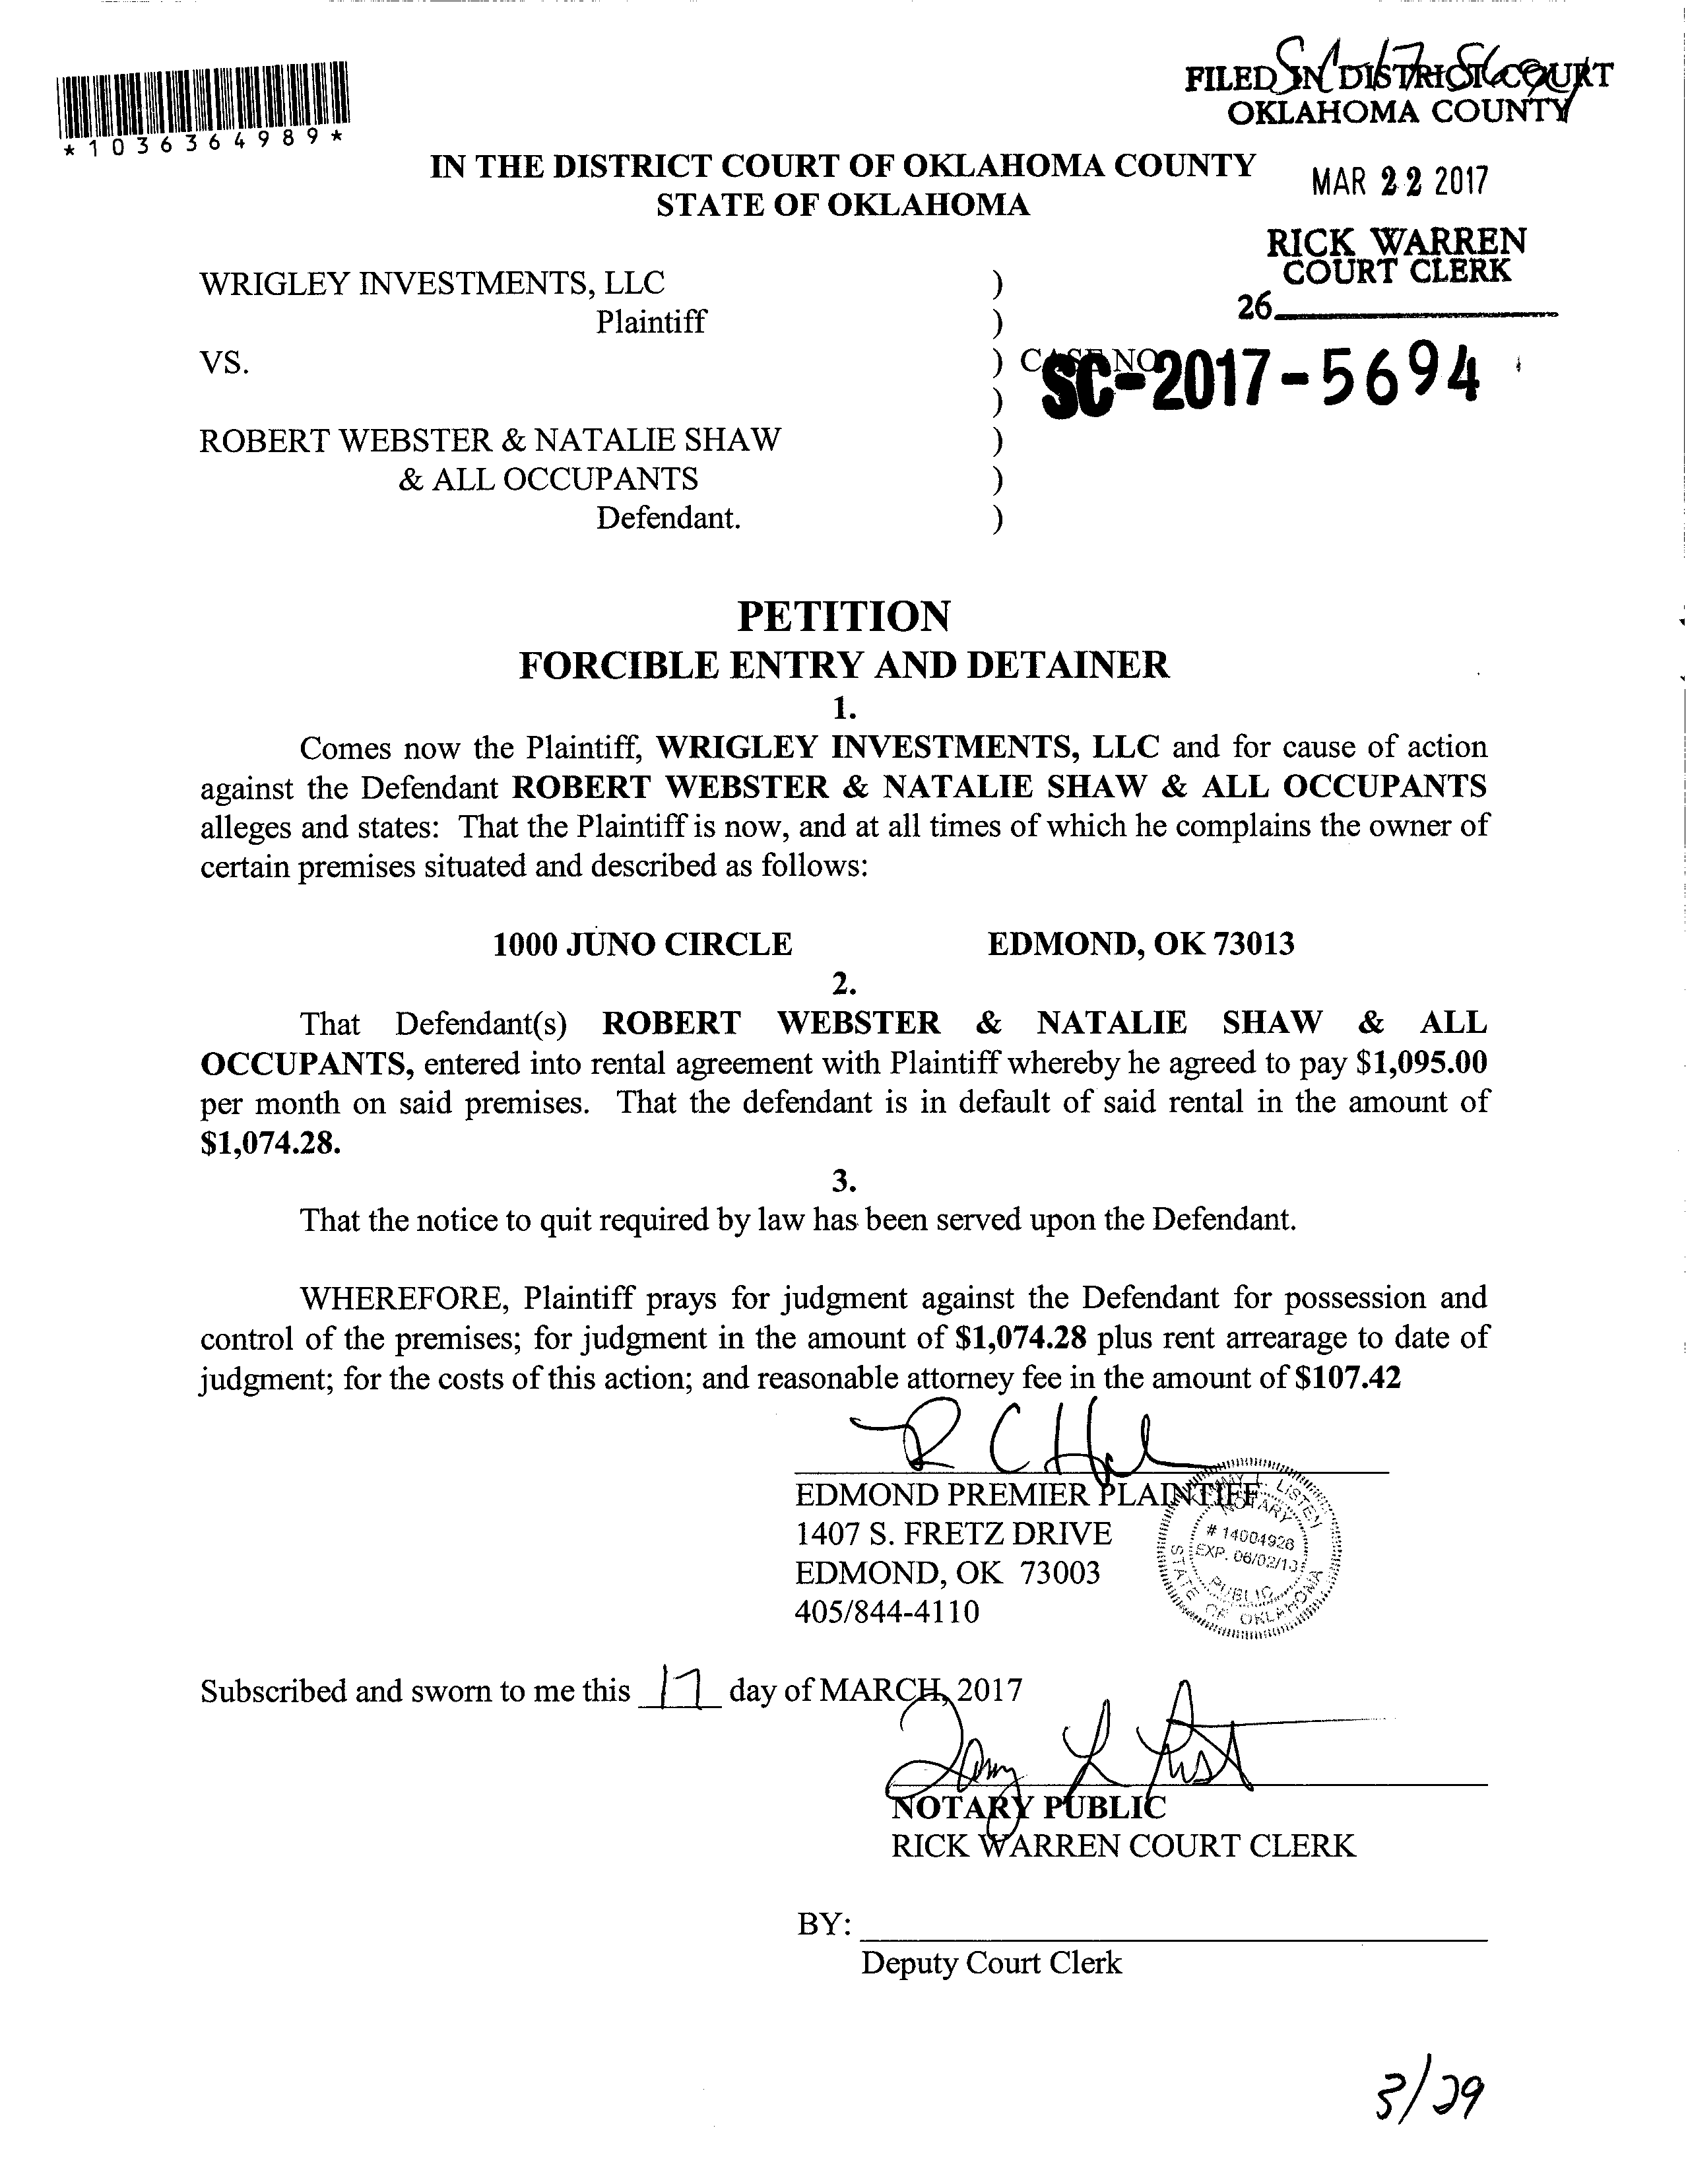 SC-17-5694
FILED IN DISTRICT COURT
OKLAHOMA COUNTY
*1036364989*
IN THE DISTRICT COURT OF OKLAHOMA COUNTY
STATE OF OKLAHOMA
MAR 22 2017
RICK WARREN
COURT CLERK
26
WRIGLEY INVESTMENTS, LLC )
Plaintiff )
VS. ) CASE NO
SC-2017-5694
)
ROBERT WEBSTER & NATALIE SHAW )
& ALL OCCUPANTS )
Defendant. )
PETITION
FORCIBLE ENTRY AND DETAINER
1.
Comes now the Plaintiff, WRIGLEY INVESTMENTS, LLC and for cause of action
against the Defendant ROBERT WEBSTER & NATALIE SHAW & ALL OCCUPANTS
alleges and states: That the Plaintiff is now, and at all times of which he complains the owner of
certain premises situated and described as follows:
1000 JUNO CIRCLE EDMOND, OK 73013
2.
That Defendant(s) ROBERT WEBSTER & NATALIE SHAW & ALL
OCCUPANTS, entered into rental agreement with Plaintiff whereby he agreed to pay $1,095.00
per month on said premises. That the defendant is in default of said rental in the amount of
$1,074.28.
3.
That the notice to quit required by law has been served upon the Defendant.
WHEREFORE, Plaintiff prays for judgment against the Defendant for possession and
control of the premises; for judgment in the amount of $1,074.28 plus rent arrearage to date of
judgment; for the costs of this action; and reasonable attorney fee in the amount of $107.42
EDMOND PREMIER PLAINTIFF
1407 S. FRETZ DRIVE
EDMOND, OK 73003
405/844-4110
L. LISTEN
NOTARY
# 14004928
EXP. 06/02/18
PUBLIC
STATE OF OKLAHOMA
Subscribed and sworn to me this 17 day of MARCH, 2017
NOTARY PUBLIC
RICK WARREN COURT CLERK
BY:
Deputy Court Clerk
3/29